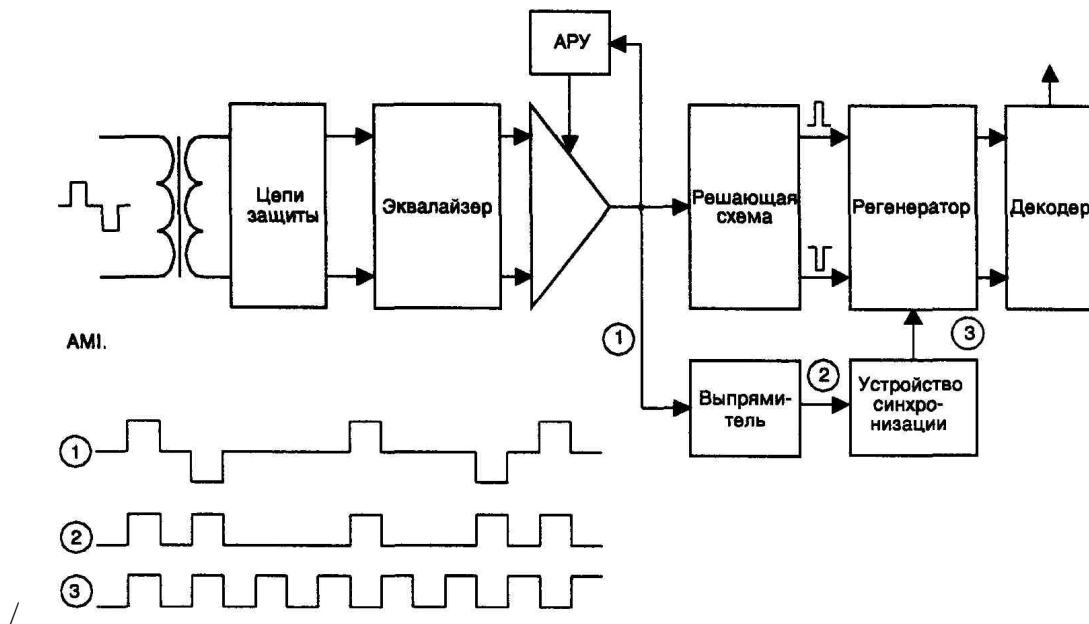 АРУ
Цепи
защиты
Эквалайзер
Решающая
схема
Регенератор
Декодер
AMI.
1
2
3
Выпрями-
тель
Устройство
синхро-
низации
1
2
3
/